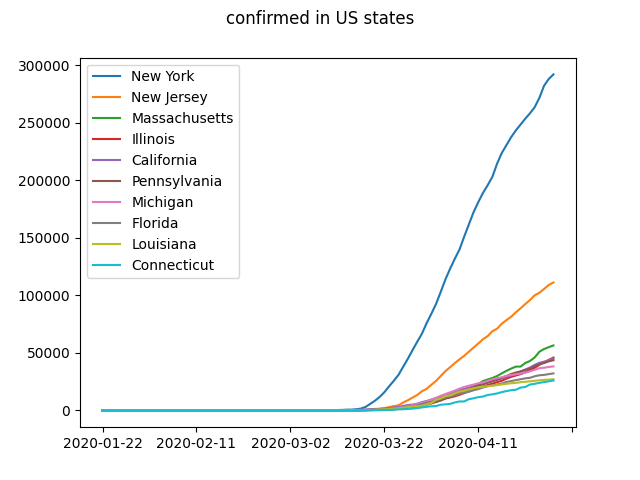 confirmed in US states
300000
250000
200000
150000
100000
50000
0
New York
New Jersey
Massachusetts
Illinois
California
Pennsylvania
Michigan
Florida
Louisiana
Connecticut
2020-01-22 2020-02-11 2020-03-02 2020-03-22 2020-04-11